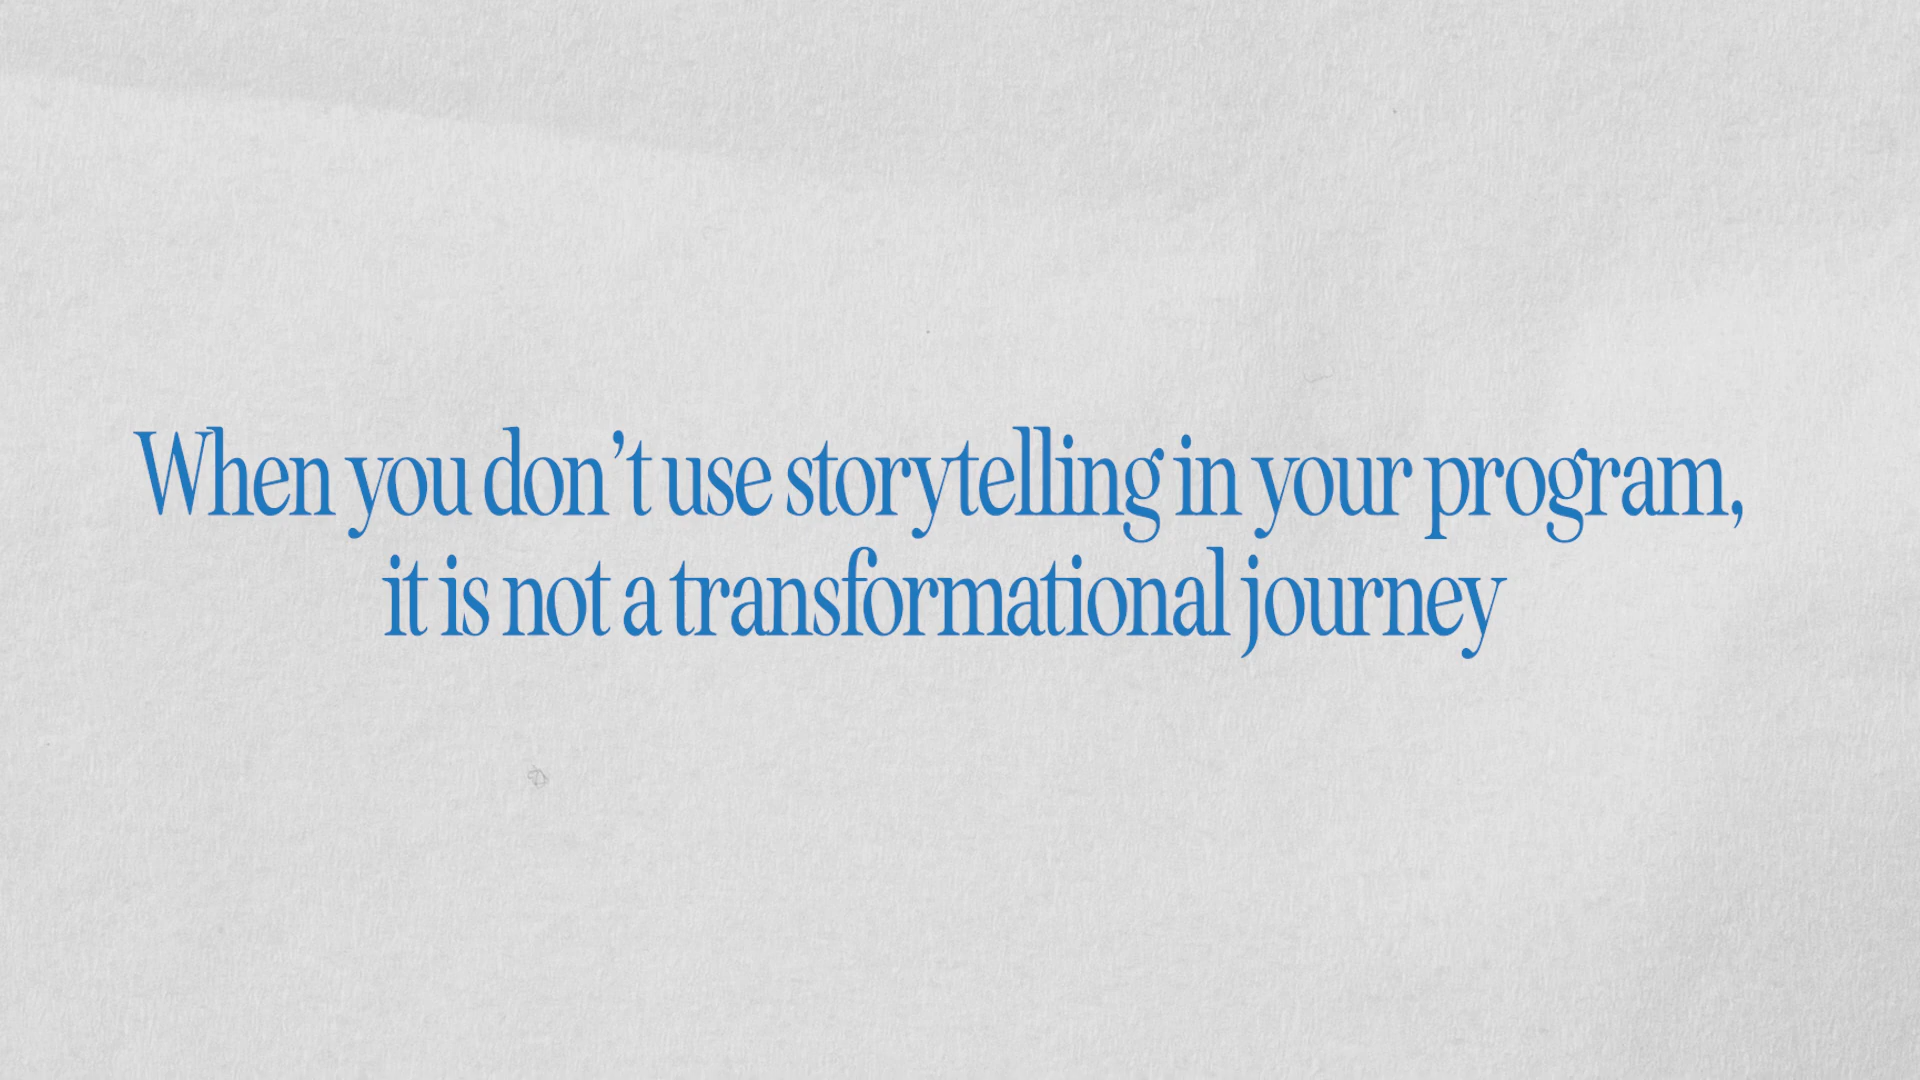 When you don’t use storytelling in your program,
it is not a transformational journey